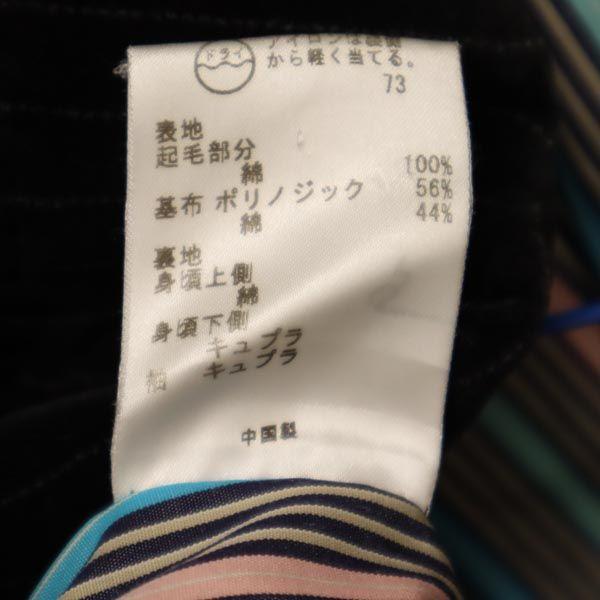 ドライ
アイロンは
から軽く当てる。
73
表地
起毛部分
綿 100%
基布 ポリノジック 56%
綿 44%
裏地
身頃上側
綿
身頃下側
キュプラ
袖 キュプラ
中国製